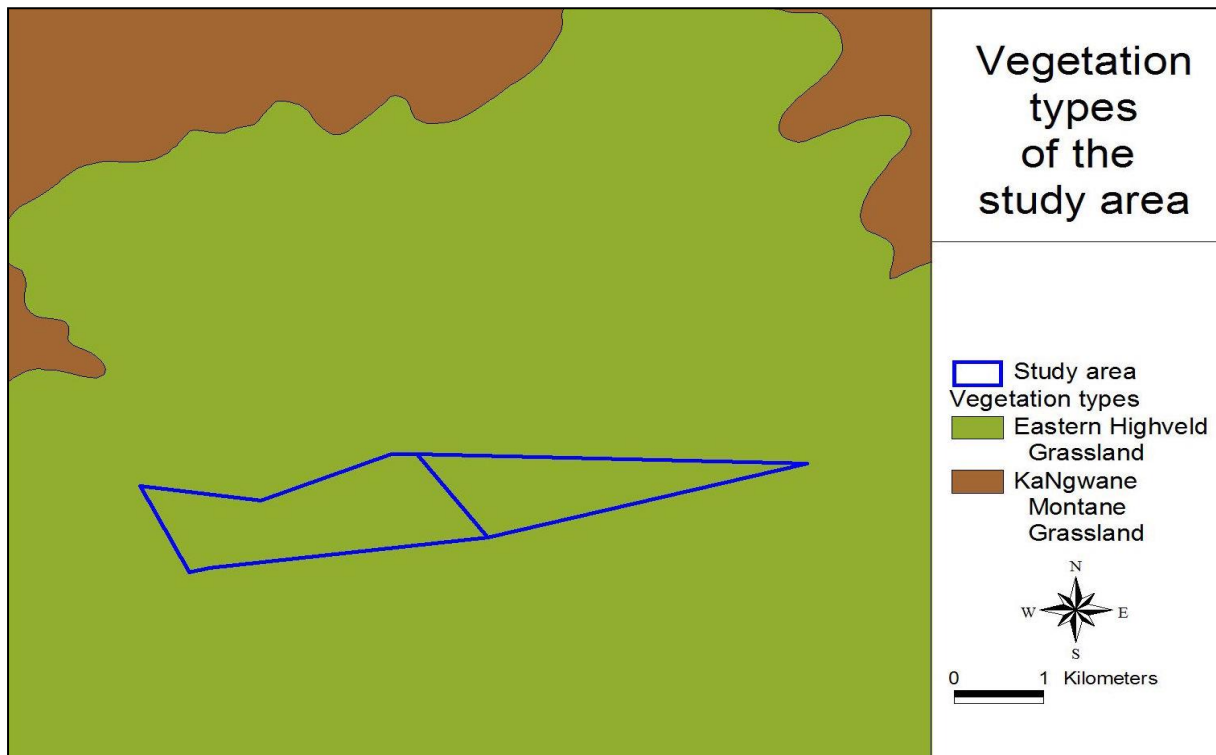 Vegetation
types
of the
study area
Study area
Vegetation types
Eastern Highveld
Grassland
KaNgwane
Montane
Grassland
N
W E
S
0 1 Kilometers